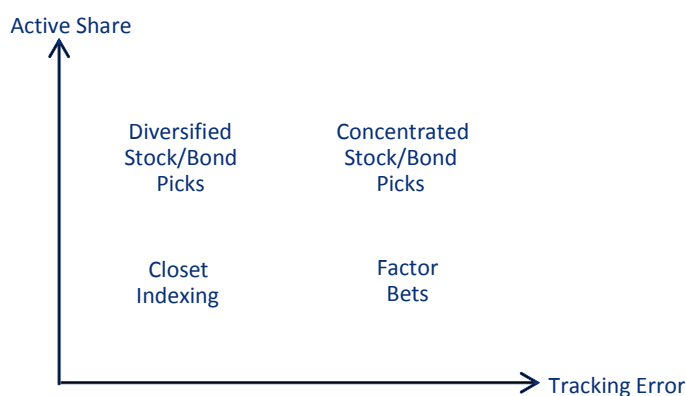 Active Share
Diversified
Stock/Bond
Picks
Concentrated
Stock/Bond
Picks
Closet
Indexing
Factor
Bets
Tracking Error